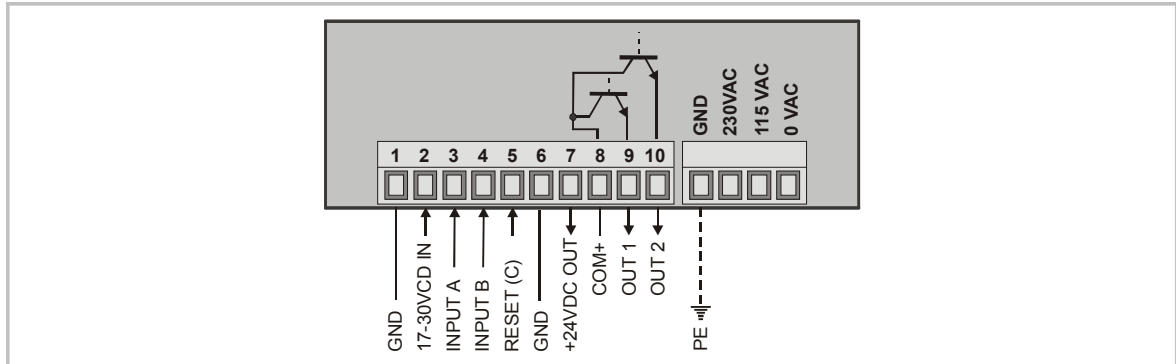 GND
230VAC
115 VAC
0 VAC
1 2 3 4 5 6 7 8 9 10
GND
17-30VCD IN
INPUT A
INPUT B
RESET (C)
GND
+24VDC OUT
COM+
OUT 1
OUT 2
PE